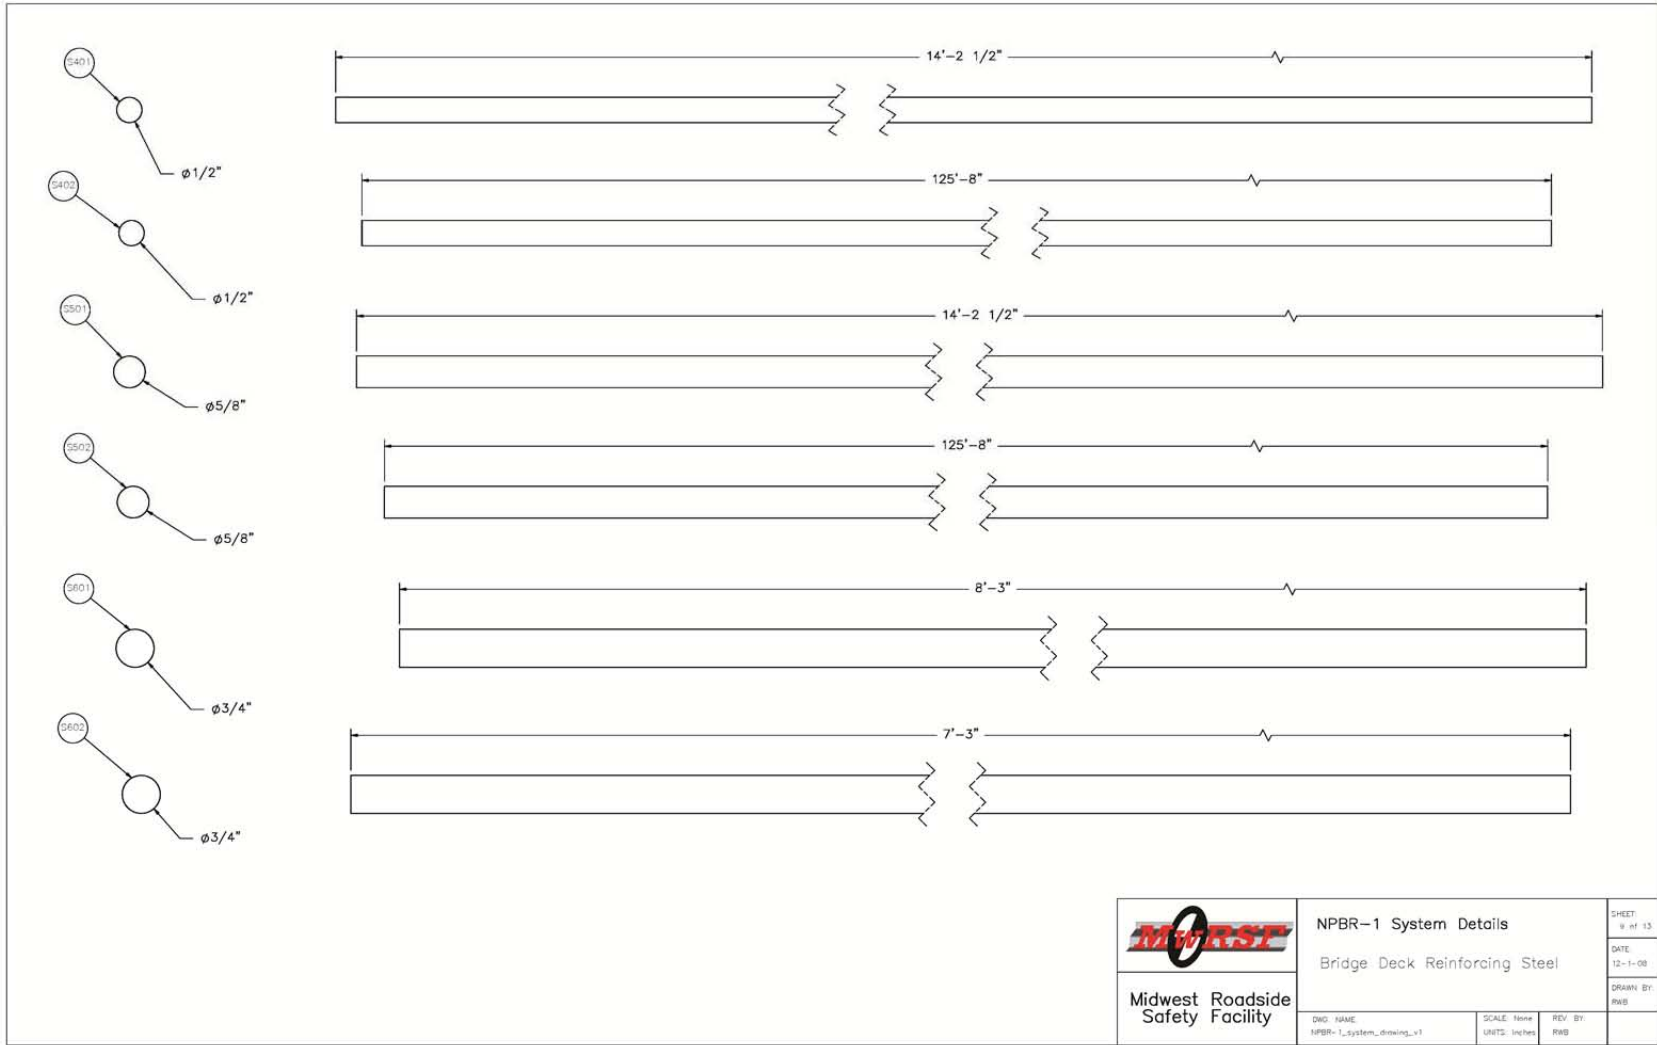 S401
14'-2 1/2"
ø1/2"
S402
125'-8"
ø1/2"
S501
14'-2 1/2"
ø5/8"
S502
125'-8"
ø5/8"
S601
8'-3"
ø3/4"
S602
7'-3"
ø3/4"
MwRSF
Midwest Roadside
Safety Facility
NPBR-1 System Details
Bridge Deck Reinforcing Steel
DWG. NAME
NPBR-1_system_drawing_v1
SCALE: None
UNITS: Inches
REV. BY:
RWB
SHEET:
9 of 13
DATE
12-1-08
DRAWN BY:
RWB